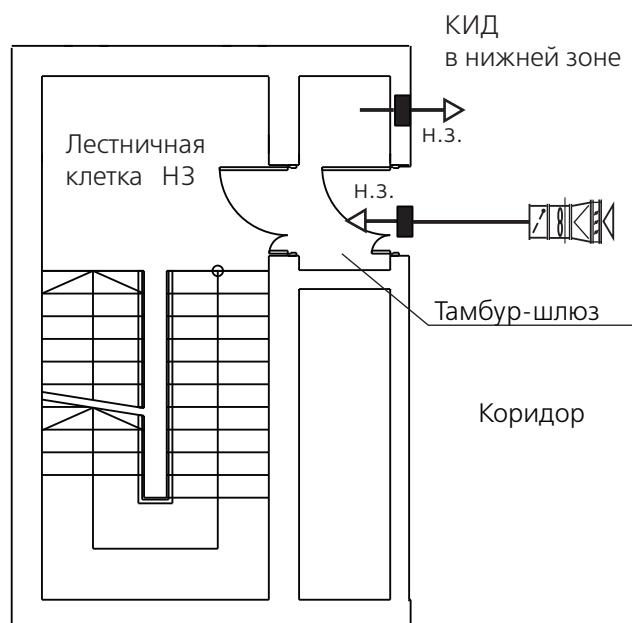 КИД
в нижней зоне
н.з.
Лестничная
клетка Н3
н.з.
Тамбур-шлюз
Коридор